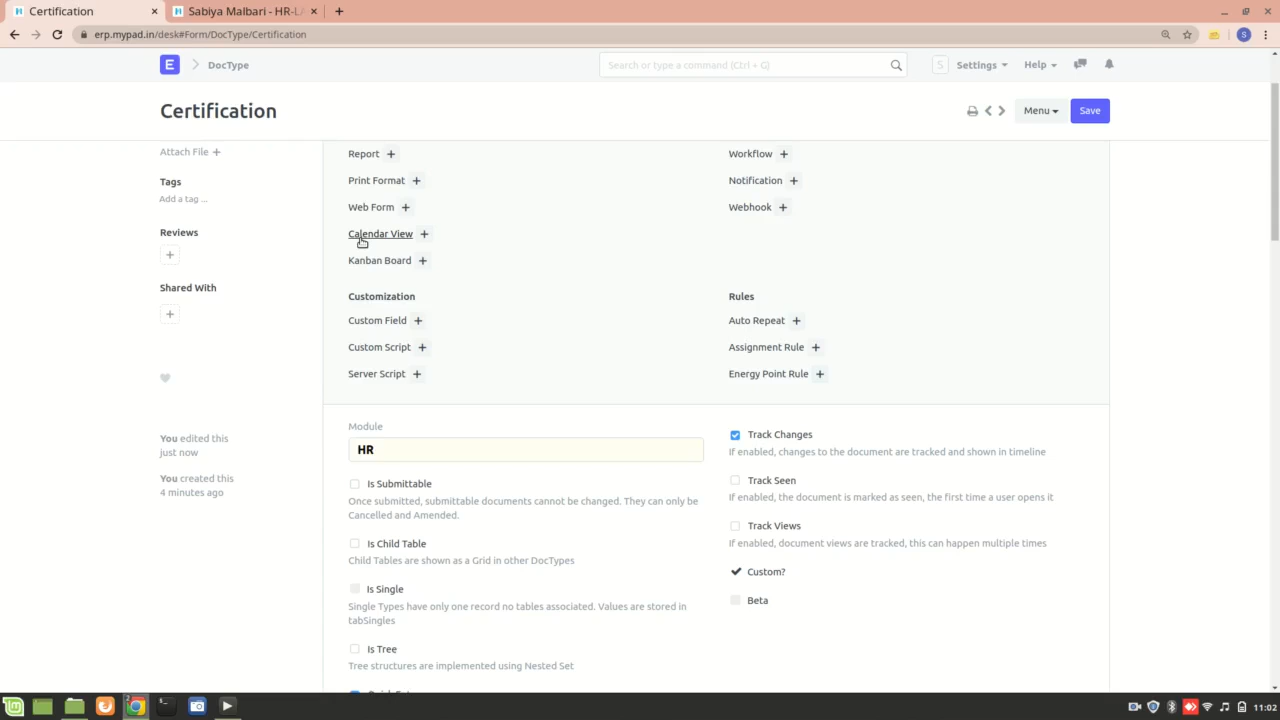 Certification
Sabiya Malbari - HR-LA
erp.mypad.in/desk#Form/DocType/Certification
S
E
DocType
Search or type a command (Ctrl + G)
S
Settings
Help
Certification
Menu
Save
Attach File
Tags
Add a tag ...
Reviews
Shared With
You edited this
just now
You created this
4 minutes ago
Report
Print Format
Web Form
Calendar View
Kanban Board
Workflow
Notification
Webhook
Customization
Custom Field
Custom Script
Server Script
Rules
Auto Repeat
Assignment Rule
Energy Point Rule
Module
HR
Is Submittable
Once submitted, submittable documents cannot be changed. They can only be
Cancelled and Amended.
Is Child Table
Child Tables are shown as a Grid in other DocTypes
Is Single
Single Types have only one record no tables associated. Values are stored in
tabSingles
Is Tree
Tree structures are implemented using Nested Set
Track Changes
If enabled, changes to the document are tracked and shown in timeline
Track Seen
If enabled, the document is marked as seen, the first time a user opens it
Track Views
If enabled, document views are tracked, this can happen multiple times
Custom?
Beta
2
11:02